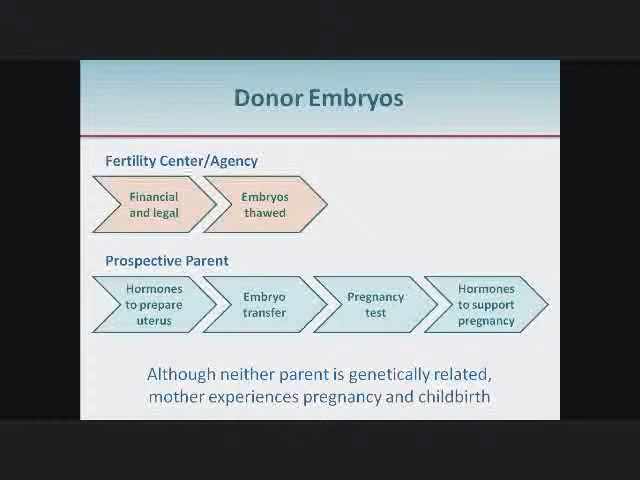 Donor Embryos
Fertility Center/Agency
Financial
and legal
Embryos
thawed
Prospective Parent
Hormones
to prepare
uterus
Embryo
transfer
Pregnancy
test
Hormones
to support
pregnancy
Although neither parent is genetically related,
mother experiences pregnancy and childbirth